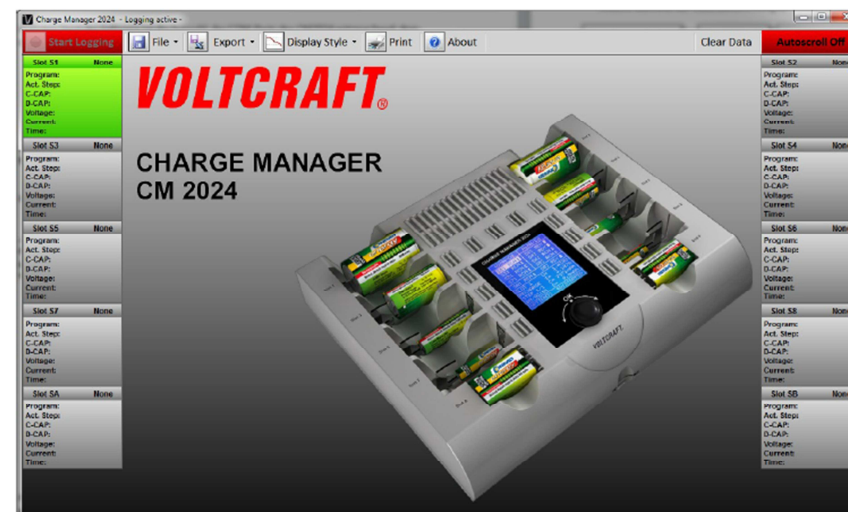 Charge Manager 2024 - Logging active -
Start Logging File Export Display Style Print About Clear Data Autoscroll Off
Slot S1 None
Program:
Act. Step:
C-CAP:
D-CAP:
Voltage:
Current:
Time:
Slot S3 None
Program:
Act. Step:
C-CAP:
D-CAP:
Voltage:
Current:
Time:
Slot S5 None
Program:
Act. Step:
C-CAP:
D-CAP:
Voltage:
Current:
Time:
Slot S7 None
Program:
Act. Step:
C-CAP:
D-CAP:
Voltage:
Current:
Time:
Slot SA None
Program:
Act. Step:
C-CAP:
D-CAP:
Voltage:
Current:
Time:
VOLTCRAFT®
CHARGE MANAGER
CM 2024
OK
VOLTCRAFT
Slot S2 None
Program:
Act. Step:
C-CAP:
D-CAP:
Voltage:
Current:
Time:
Slot S4 None
Program:
Act. Step:
C-CAP:
D-CAP:
Voltage:
Current:
Time:
Slot S6 None
Program:
Act. Step:
C-CAP:
D-CAP:
Voltage:
Current:
Time:
Slot S8 None
Program:
Act. Step:
C-CAP:
D-CAP:
Voltage:
Current:
Time:
Slot SB None
Program:
Act. Step:
C-CAP:
D-CAP:
Voltage:
Current:
Time: